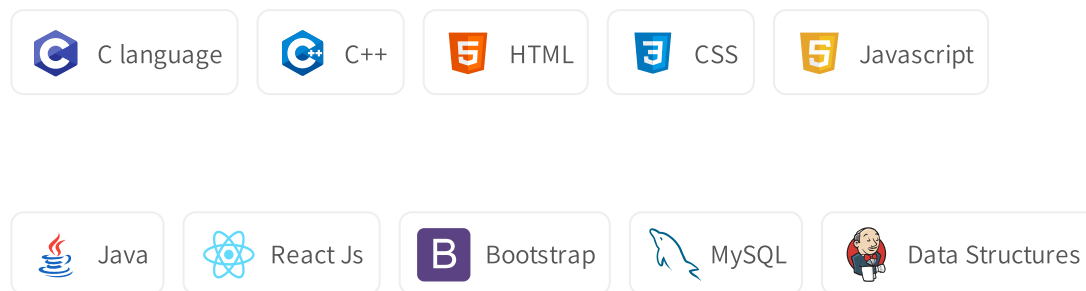 C language C++ HTML CSS Javascript
Java React Js Bootstrap MySQL Data Structures